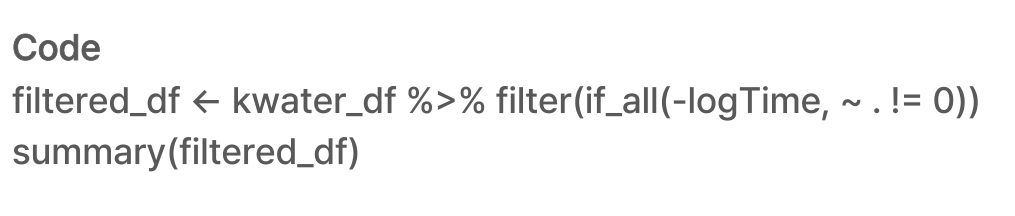 Code
filtered_df ← kwater_df %>% filter(if_all(-logTime, ~ . != 0))
summary(filtered_df)